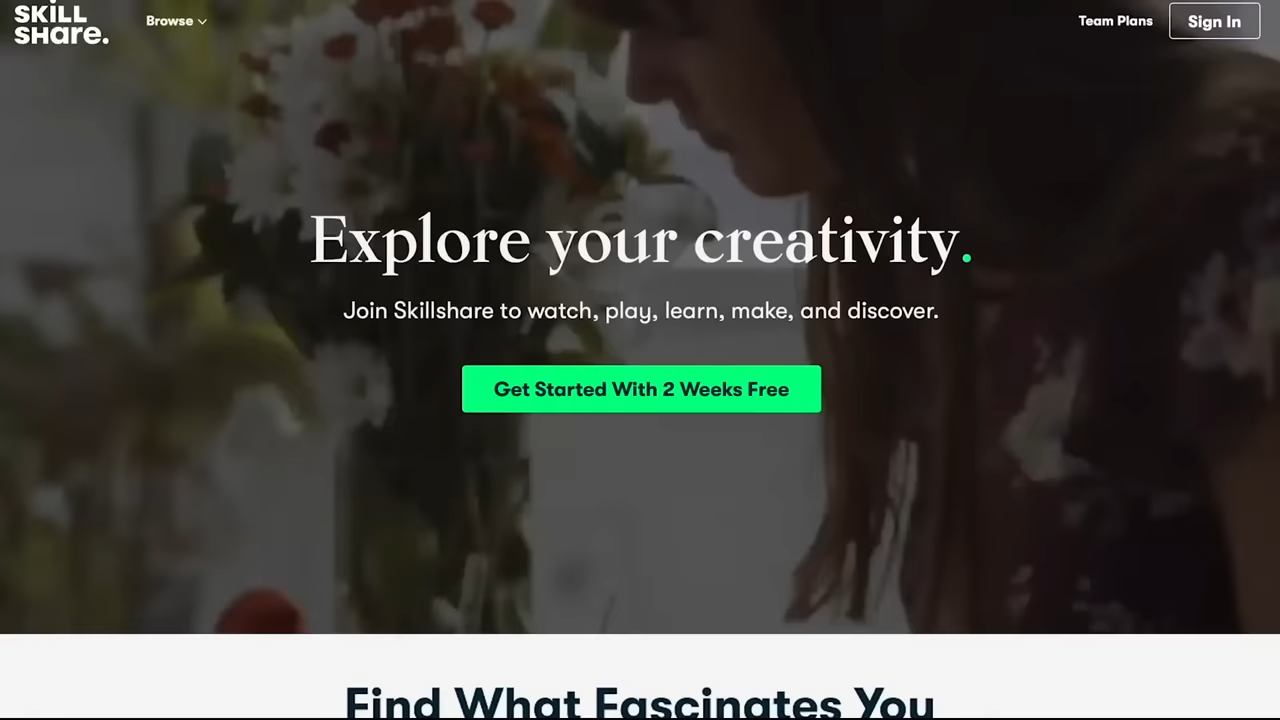 SKILL
SHare.
Browse
Team Plans
Sign In
Explore your creativity.
Join Skillshare to watch, play, learn, make, and discover.
Get Started With 2 Weeks Free
Find What Fascinates You